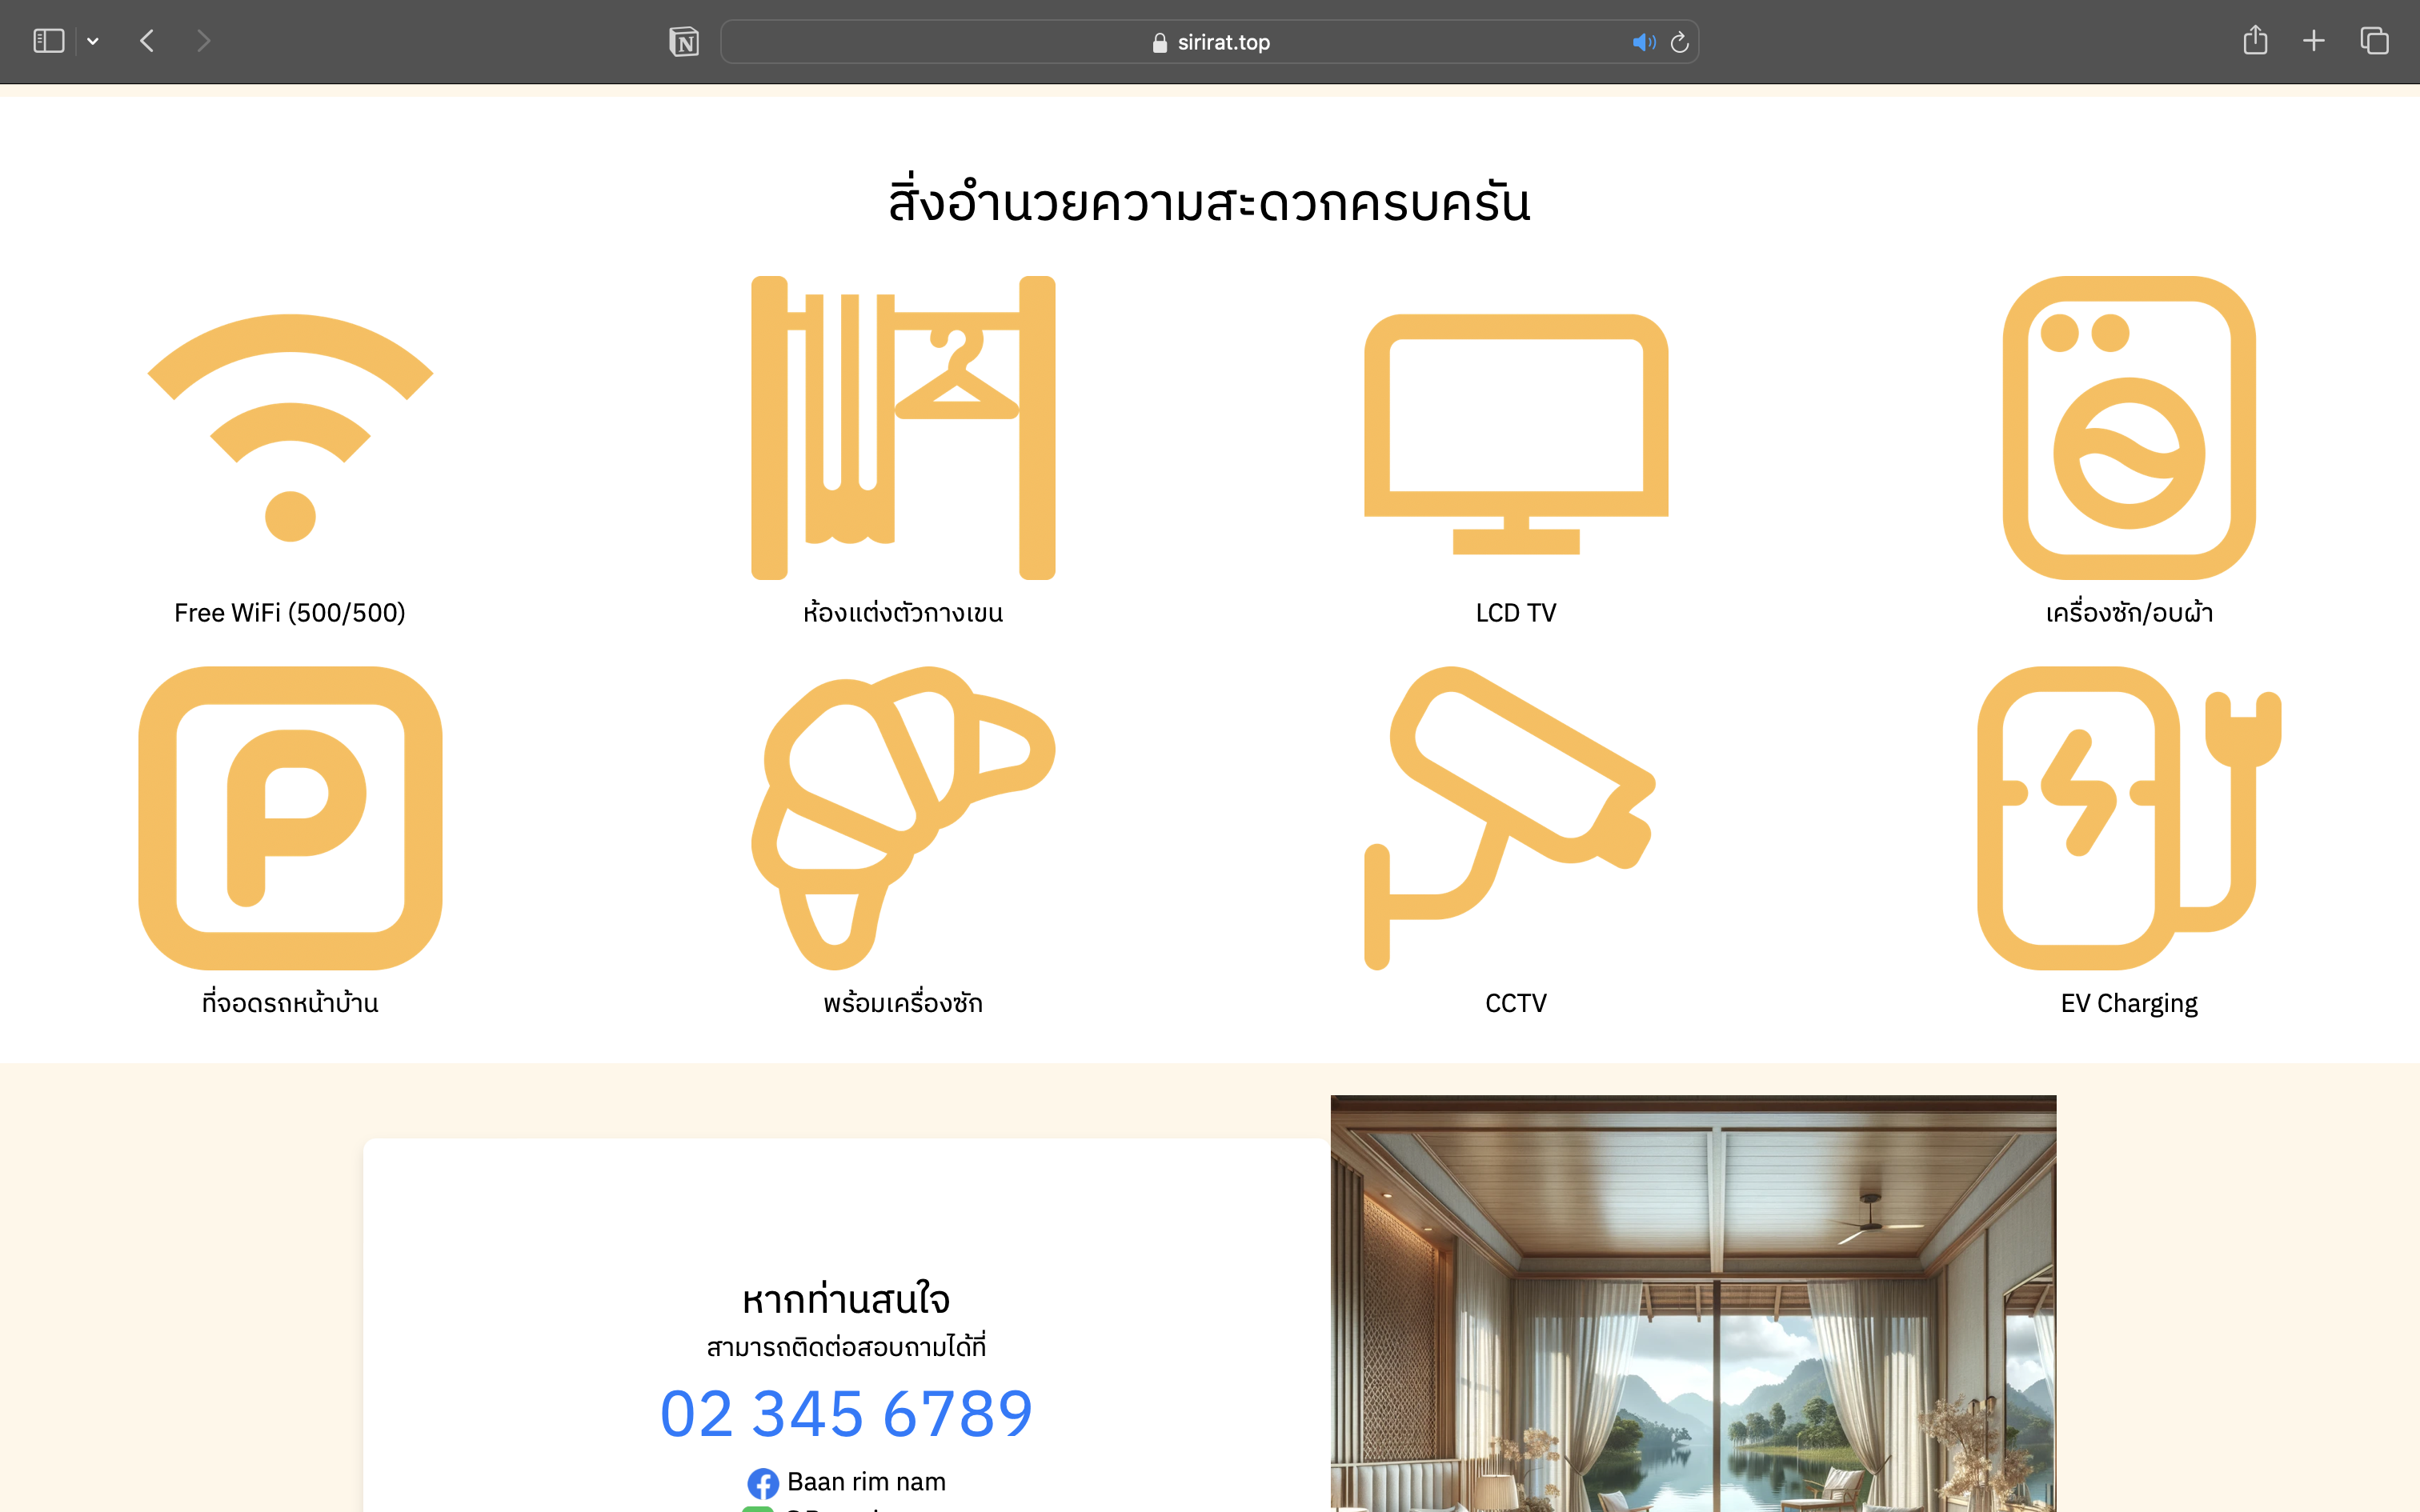 sirirat.top
สิ่งอำนวยความสะดวกครบครัน
Free WiFi (500/500)
ห้องแต่งตัวกางเขน
LCD TV
เครื่องซัก/อบผ้า
ที่จอดรถหน้าบ้าน
พร้อมเครื่องซัก
CCTV
EV Charging
หากท่านสนใจ
สามารถติดต่อสอบถามได้ที่
02 345 6789
Baan rim nam